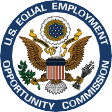 U.S. EQUAL EMPLOYMENT
OPPORTUNITY COMMISSION